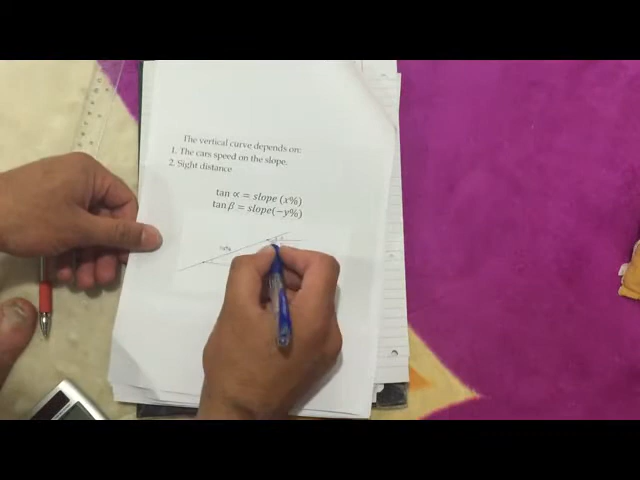 The vertical curve depends on:
1. The cars speed on the slope.
2. Sight distance
tan ∝ = slope (x%)
tan β = slope(−y%)